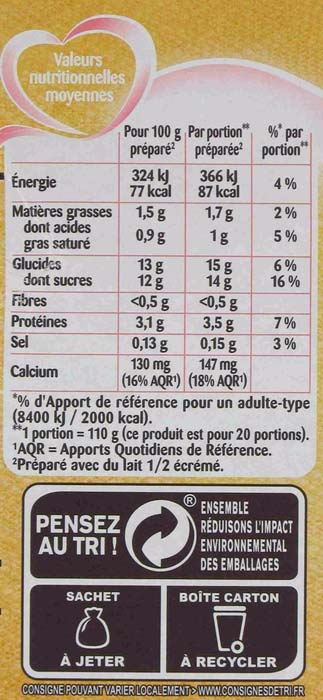 Valeurs
nutritionnelles
moyennes
Pour 100 g Par portion** %* par
préparé² préparée² portion**
Énergie 324 kJ 366 kJ 4 %
77 kcal 87 kcal
Matières grasses 1,5 g 1,7 g 2 %
dont acides
gras saturé 0,9 g 1 g 5 %
Glucides 13 g 15 g 6 %
dont sucres 12 g 14 g 16 %
Fibres <0,5 g <0,5 g
Protéines 3,1 g 3,5 g 7 %
Sel 0,13 g 0,15 g 3 %
Calcium 130 mg 147 mg
(16% AQR¹) (18% AQR¹)
*% d'Apport de référence pour un adulte-type
(8400 kJ / 2000 kcal).
**1 portion = 110 g (ce produit est pour 20 portions).
¹AQR = Apports Quotidiens de Référence.
²Préparé avec du lait 1/2 écrémé.
PENSEZ
AU TRI !
®
ENSEMBLE
RÉDUISONS L'IMPACT
ENVIRONNEMENTAL
DES EMBALLAGES
SACHET BOÎTE CARTON
À JETER À RECYCLER
CONSIGNE POUVANT VARIER LOCALEMENT > WWW.CONSIGNESDETRI.FR